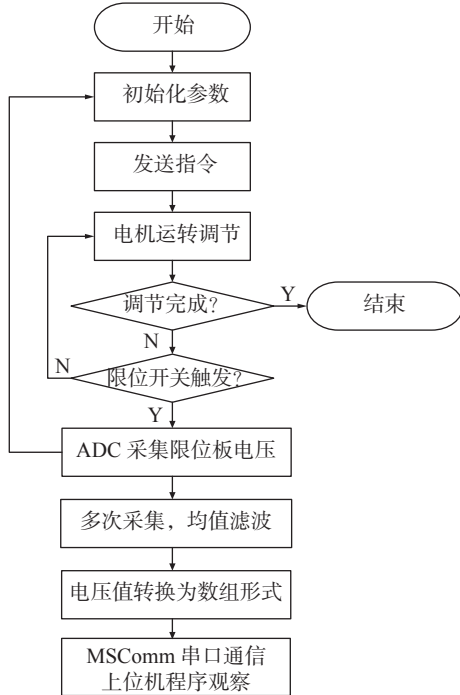 开始
初始化参数
发送指令
电机运转调节
调节完成？
Y
结束
N
限位开关触发？
N
Y
ADC 采集限位板电压
多次采集，均值滤波
电压值转换为数组形式
MSComm 串口通信
上位机程序观察